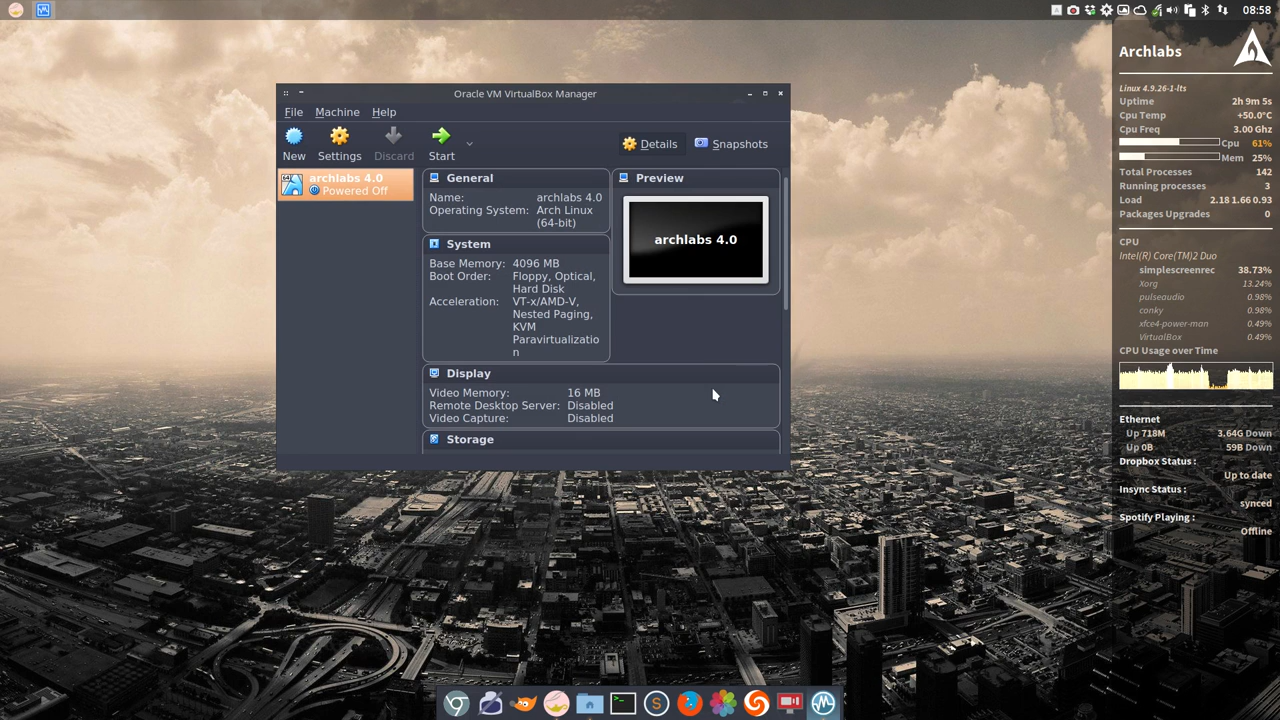 08:58
Oracle VM VirtualBox Manager
File Machine Help
New Settings Discard Start Details Snapshots
archlabs 4.0
Powered Off
64
General
Name: archlabs 4.0
Operating System: Arch Linux
(64-bit)
System
Base Memory: 4096 MB
Boot Order: Floppy, Optical,
Hard Disk
Acceleration: VT-x/AMD-V,
Nested Paging,
KVM
Paravirtualizatio
n
Preview
archlabs 4.0
Display
Video Memory: 16 MB
Remote Desktop Server: Disabled
Video Capture: Disabled
Storage
Archlabs
Linux 4.9.26-1-lts
Uptime 2h 9m 5s
Cpu Temp +50.0°C
Cpu Freq 3.00 Ghz
Cpu 61%
Mem 25%
Total Processes 142
Running processes 3
Load 2.18 1.66 0.93
Packages Upgrades 0
CPU
Intel(R) Core(TM)2 Duo
simplescreenrec 38.73%
Xorg 13.24%
pulseaudio 0.98%
conky 0.98%
xfce4-power-man 0.49%
VirtualBox 0.49%
CPU Usage over Time
Ethernet
Up 718M 3.64G Down
Up 0B 59B Down
Dropbox Status :
Up to date
Insync Status :
synced
Spotify Playing :
Offline